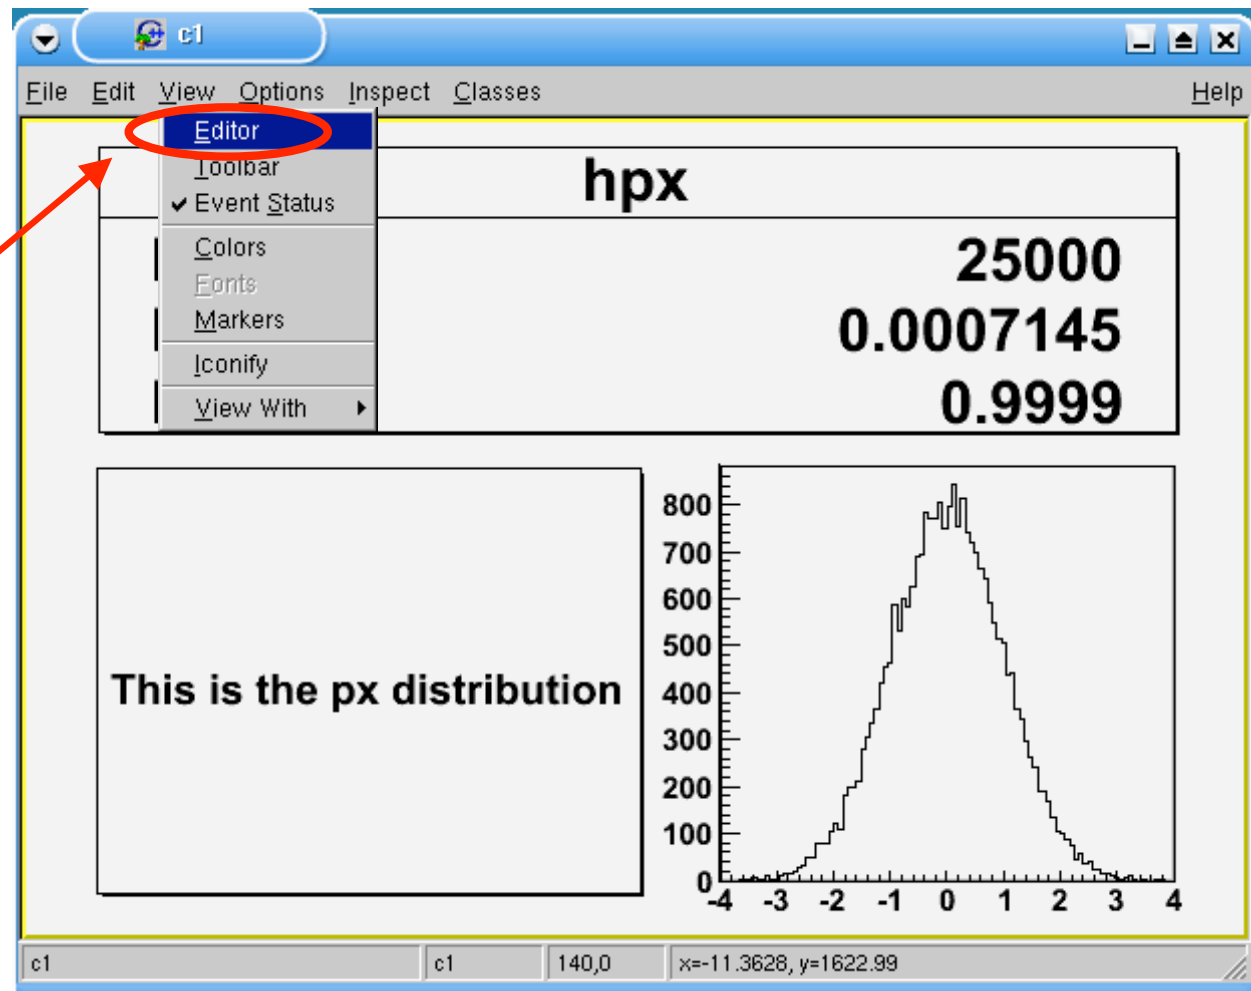 c1
File Edit View Options Inspect Classes Help
Editor
Toolbar
Event Status
Colors
Fonts
Markers
Iconify
View With
hpx
25000
0.0007145
0.9999
This is the px distribution
800
700
600
500
400
300
200
100
0
-4 -3 -2 -1 0 1 2 3 4
c1 c1 140,0 x=-11.3628, y=1622.99